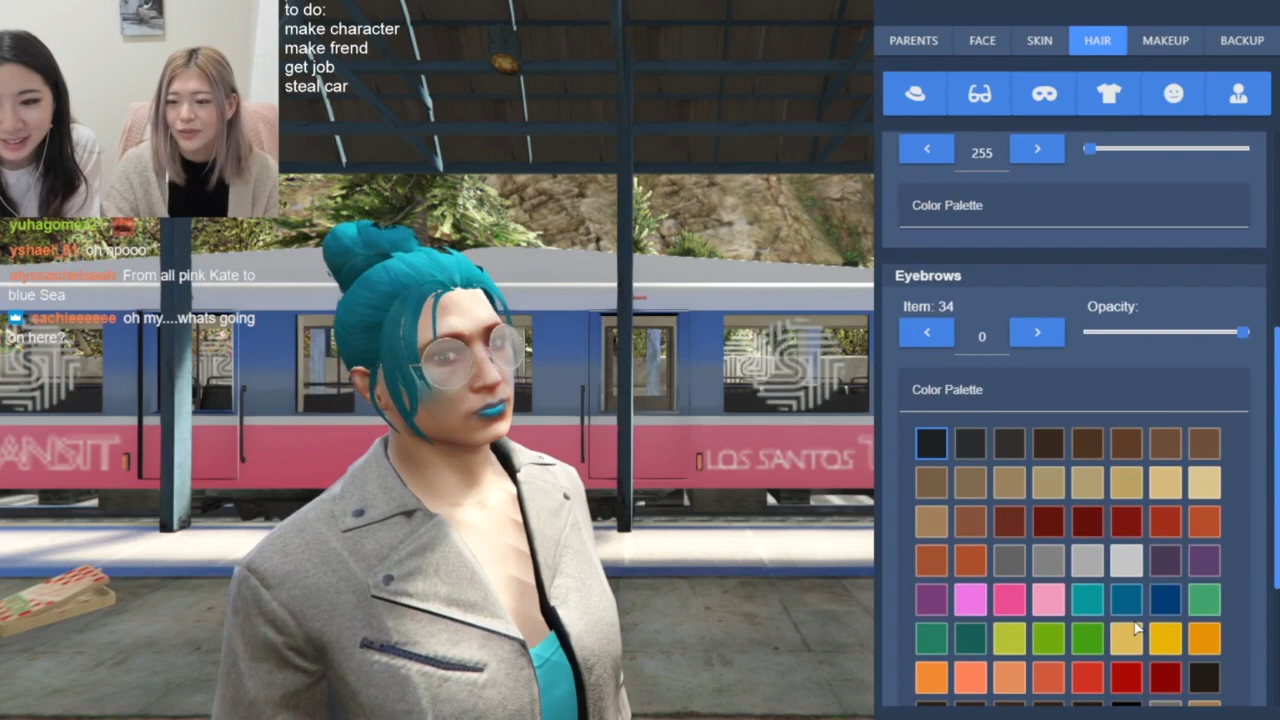 to do:
make character
make frend
get job
steal car
PARENTS
FACE
SKIN
HAIR
MAKEUP
BACKUP
255
Color Palette
Eyebrows
Item: 34
Opacity:
0
Color Palette
oh npooo
From all pink Kate to
blue Sea
sachieeeeee oh my....whats going
on here?
ANSIT
LOS SANTOS